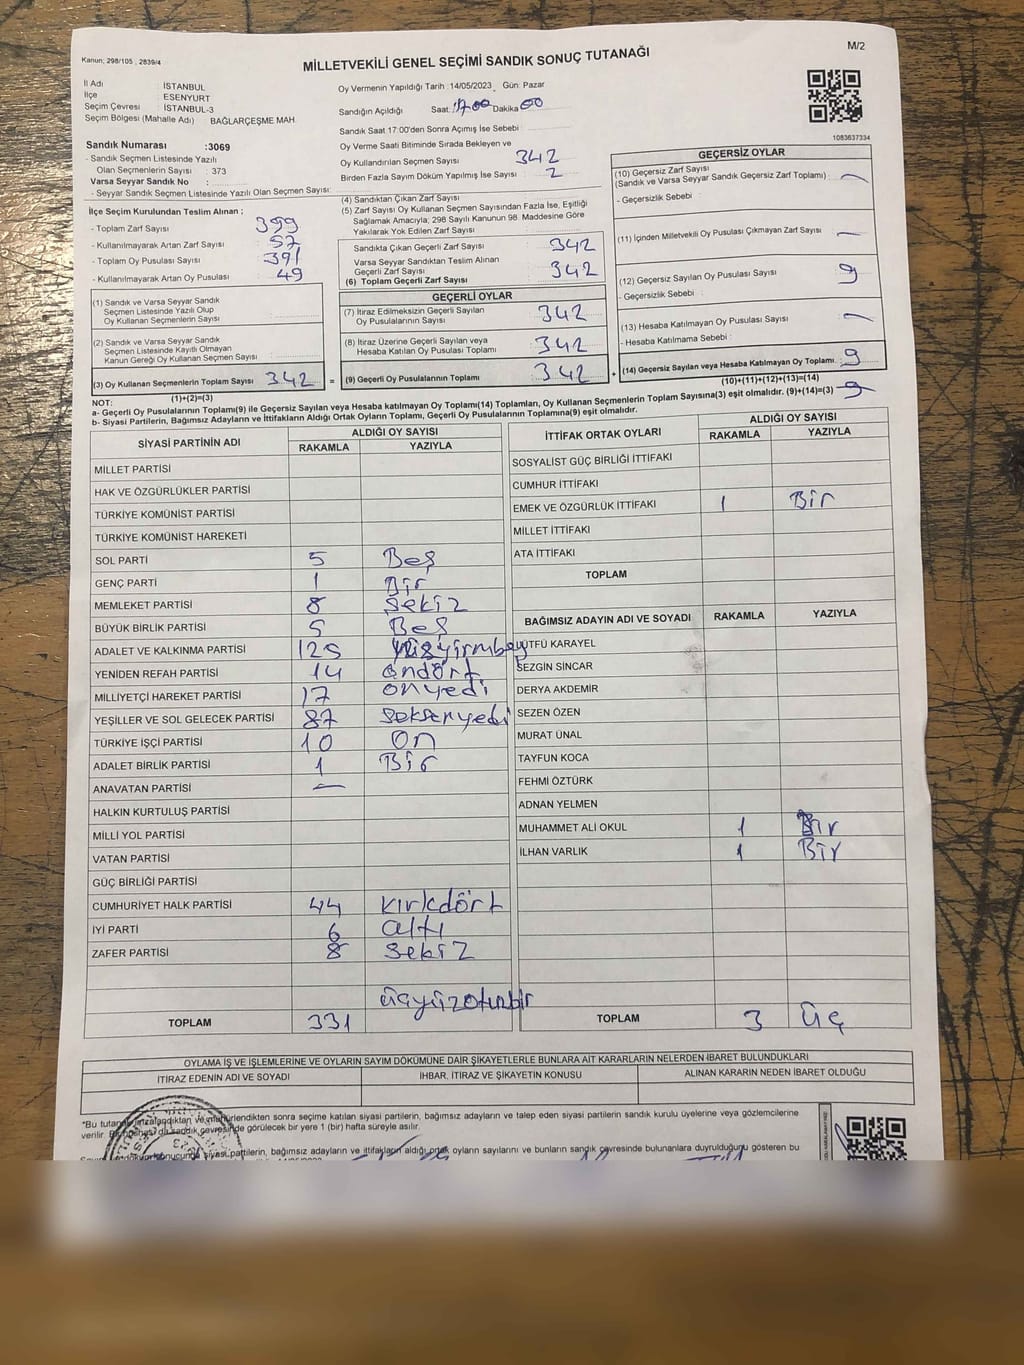 Kanun; 298/105 , 2839/4
M/2
MİLLETVEKİLİ GENEL SEÇİMİ SANDIK SONUÇ TUTANAĞI
İl Adı : İSTANBUL
İlçe : ESENYURT
Seçim Çevresi : İSTANBUL-3
Seçim Bölgesi (Mahalle Adı) BAĞLARÇEŞME MAH.
Sandık Numarası :3069
- Sandık Seçmen Listesinde Yazılı
Olan Seçmenlerin Sayısı : 373
Varsa Seyyar Sandık No :
- Seyyar Sandık Seçmen Listesinde Yazılı Olan Seçmen Sayısı:
Oy Vermenin Yapıldığı Tarih :14/05/2023 , Gün: Pazar
Sandığın Açıldığı Saat: 17.00 Dakika 00
Sandık Saat 17:00'den Sonra Açımış İse Sebebi :
Oy Verme Saati Bitiminde Sırada Bekleyen ve
Oy Kullandırılan Seçmen Sayısı 342
Birden Fazla Sayım Döküm Yapılmış İse Sayısı : 2
1083637334
İlçe Seçim Kurulundan Teslim Alınan ;
- Toplam Zarf Sayısı : 399
- Kullanılmayarak Artan Zarf Sayısı : 57
- Toplam Oy Pusulası Sayısı : 391
- Kullanılmayarak Artan Oy Pusulası : 49
(1) Sandık ve Varsa Seyyar Sandık
Seçmen Listesinde Yazılı Olup
Oy Kullanan Seçmenlerin Sayısı :
(2) Sandık ve Varsa Seyyar Sandık
Seçmen Listesinde Kayıtlı Olmayan
Kanun Gereği Oy Kullanan Seçmen Sayısı :
(3) Oy Kullanan Seçmenlerin Toplam Sayısı : 342 =
(1)+(2)=(3)
(4) Sandıktan Çıkan Zarf Sayısı
(5) Zarf Sayısı Oy Kullanan Seçmen Sayısından Fazla İse, Eşitliği
Sağlamak Amacıyla; 298 Sayılı Kanunun 98. Maddesine Göre
Yakılarak Yok Edilen Zarf Sayısı :
Sandıkta Çıkan Geçerli Zarf Sayısı : 342
Varsa Seyyar Sandıktan Teslim Alınan
Geçerli Zarf Sayısı : 342
(6) Toplam Geçerli Zarf Sayısı :
GEÇERLİ OYLAR
(7) İtiraz Edilmeksizin Geçerli Sayılan
Oy Pusulalarının Sayısı : 342
(8) İtiraz Üzerine Geçerli Sayılan veya
Hesaba Katılan Oy Pusulası Toplamı : 342
(9) Geçerli Oy Pusulalarının Toplamı : 342 +
GEÇERSİZ OYLAR
(10) Geçersiz Zarf Sayısı
(Sandık ve Varsa Seyyar Sandık Geçersiz Zarf Toplamı) : —
- Geçersizlik Sebebi :
(11) İçinden Milletvekili Oy Pusulası Çıkmayan Zarf Sayısı : —
(12) Geçersiz Sayılan Oy Pusulası Sayısı : 9
- Geçersizlik Sebebi :
(13) Hesaba Katılmayan Oy Pusulası Sayısı : —
- Hesaba Katılmama Sebebi :
(14) Geçersiz Sayılan veya Hesaba Katılmayan Oy Toplamı : 9
(10)+(11)+(12)+(13)=(14)
NOT:
a- Geçerli Oy Pusulalarının Toplamı(9) ile Geçersiz Sayılan veya Hesaba katılmayan Oy Toplamı(14) Toplamları, Oy Kullanan Seçmenlerin Toplam Sayısına(3) eşit olmalıdır. (9)+(14)=(3) 9
b- Siyasi Partilerin, Bağımsız Adayların ve İttifakların Aldığı Oyların Toplamı, Geçerli Oy Pusulalarının Toplamına(9) eşit olmalıdır.
SİYASİ PARTİNİN ADI ALDIĞI OY SAYISI
RAKAMLA YAZIYLA
MİLLET PARTİSİ
HAK VE ÖZGÜRLÜKLER PARTİSİ
TÜRKİYE KOMÜNİST PARTİSİ
TÜRKİYE KOMÜNİST HAREKETİ
SOL PARTİ 5 Beş
GENÇ PARTİ 1 Bir
MEMLEKET PARTİSİ 8 Sekiz
BÜYÜK BİRLİK PARTİSİ 5 Beş
ADALET VE KALKINMA PARTİSİ 125
YENİDEN REFAH PARTİSİ 14 ondört
MİLLİYETÇİ HAREKET PARTİSİ 17 onyedi
YEŞİLLER VE SOL GELECEK PARTİSİ 87 seksenyedi
TÜRKİYE İŞÇİ PARTİSİ 10 on
ADALET BİRLİK PARTİSİ 1 Bir
ANAVATAN PARTİSİ —
HALKIN KURTULUŞ PARTİSİ
MİLLİ YOL PARTİSİ
VATAN PARTİSİ
GÜÇ BİRLİĞİ PARTİSİ
CUMHURİYET HALK PARTİSİ 44 kırkdört
İYİ PARTİ 6 altı
ZAFER PARTİSİ 8 sekiz
üçyüzotuzbir
TOPLAM 331
İTTİFAK ORTAK OYLARI ALDIĞI OY SAYISI
RAKAMLA YAZIYLA
SOSYALİST GÜÇ BİRLİĞİ İTTİFAKI
CUMHUR İTTİFAKI
EMEK VE ÖZGÜRLÜK İTTİFAKI 1 Bir
MİLLET İTTİFAKI
ATA İTTİFAKI
TOPLAM
BAĞIMSIZ ADAYIN ADI VE SOYADI RAKAMLA YAZIYLA
KARAYEL
SEZGİN SİNCAR
DERYA AKDEMİR
SEZEN ÖZEN
MURAT ÜNAL
TAYFUN KOCA
FEHMİ ÖZTÜRK
ADNAN YELMEN
MUHAMMET ALİ OKUL 1 Bir
İLHAN VARLIK 1 Bir
TOPLAM 3 üç
OYLAMA İŞ VE İŞLEMLERİNE VE OYLARIN SAYIM DÖKÜMÜNE DAİR ŞİKAYETLERLE BUNLARA AİT KARARLARIN NELERDEN İBARET BULUNDUKLARI
İTİRAZ EDENİN ADI VE SOYADI İHBAR, İTİRAZ VE ŞİKAYETİN KONUSU ALINAN KARARIN NEDEN İBARET OLDUĞU
"Bu tutanak imzalandıktan ve mühürlendikten sonra seçime katılan siyasi partilerin, bağımsız adayların ve talep eden siyasi partilerin sandık kurulu üyelerine veya gözlemcilerine
verilir. Bir da sandık çevresinde görülecek bir yere 1 (bir) hafta süreyle asılır.
siyasi partilerin, bağımsız adayların ve ittifakların aldığı ortak oyların sayılarını ve bunların sandık çevresinde bulunanlara duyrulduğunu gösteren bu